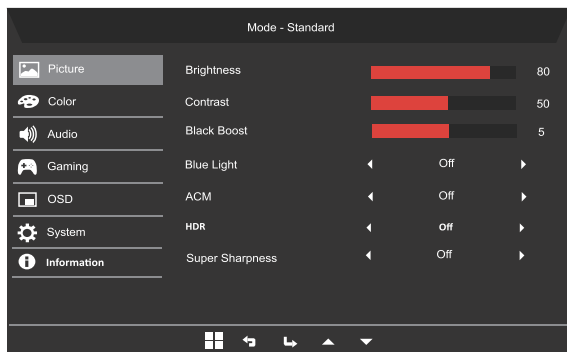 Mode - Standard
Picture
Color
Audio
Gaming
OSD
System
Information
Brightness 80
Contrast 50
Black Boost 5
Blue Light Off
ACM Off
HDR Off
Super Sharpness Off